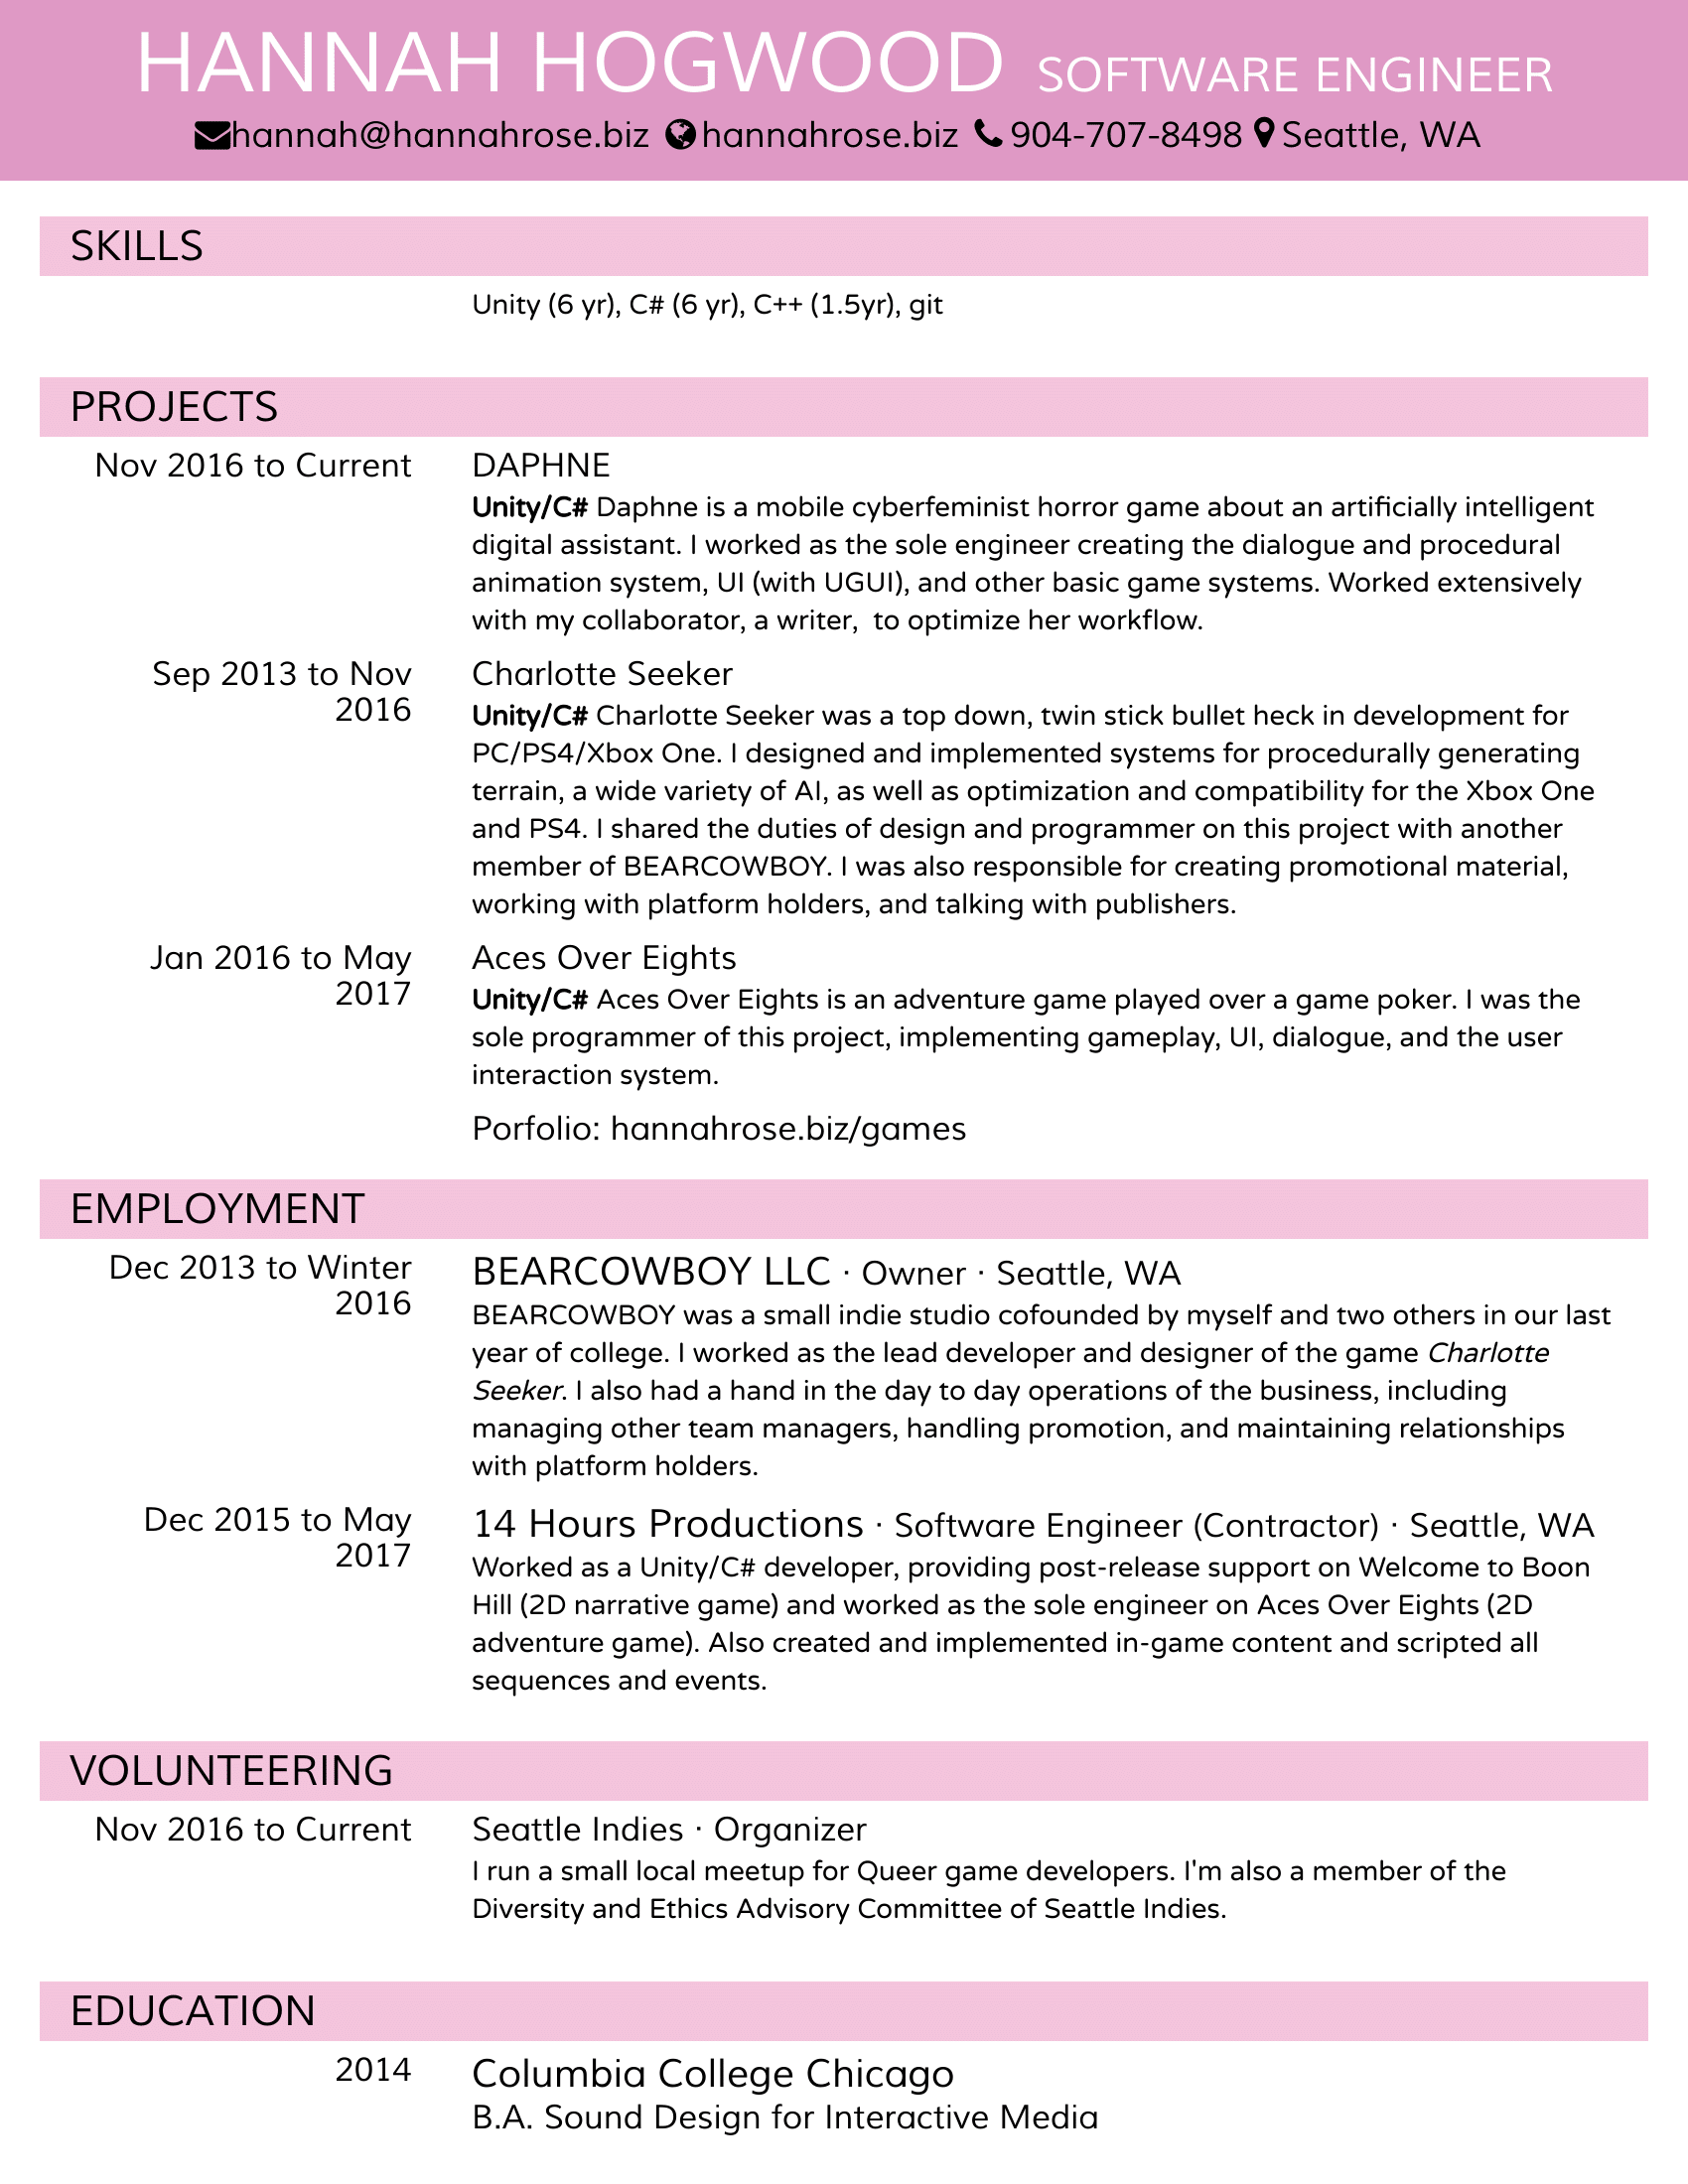 HANNAH HOGWOOD SOFTWARE ENGINEER
hannah@hannahrose.biz hannahrose.biz 904-707-8498 Seattle, WA
SKILLS
Unity (6 yr), C# (6 yr), C++ (1.5yr), git
PROJECTS
Nov 2016 to Current
DAPHNE
Unity/C# Daphne is a mobile cyberfeminist horror game about an artificially intelligent
digital assistant. I worked as the sole engineer creating the dialogue and procedural
animation system, UI (with UGUI), and other basic game systems. Worked extensively
with my collaborator, a writer,  to optimize her workflow.
Sep 2013 to Nov
2016
Charlotte Seeker
Unity/C# Charlotte Seeker was a top down, twin stick bullet heck in development for
PC/PS4/Xbox One. I designed and implemented systems for procedurally generating
terrain, a wide variety of AI, as well as optimization and compatibility for the Xbox One
and PS4. I shared the duties of design and programmer on this project with another
member of BEARCOWBOY. I was also responsible for creating promotional material,
working with platform holders, and talking with publishers.
Jan 2016 to May
2017
Aces Over Eights
Unity/C# Aces Over Eights is an adventure game played over a game poker. I was the
sole programmer of this project, implementing gameplay, UI, dialogue, and the user
interaction system.
Porfolio: hannahrose.biz/games
EMPLOYMENT
Dec 2013 to Winter
2016
BEARCOWBOY LLC · Owner · Seattle, WA
BEARCOWBOY was a small indie studio cofounded by myself and two others in our last
year of college. I worked as the lead developer and designer of the game Charlotte
Seeker. I also had a hand in the day to day operations of the business, including
managing other team managers, handling promotion, and maintaining relationships
with platform holders.
Dec 2015 to May
2017
14 Hours Productions · Software Engineer (Contractor) · Seattle, WA
Worked as a Unity/C# developer, providing post-release support on Welcome to Boon
Hill (2D narrative game) and worked as the sole engineer on Aces Over Eights (2D
adventure game). Also created and implemented in-game content and scripted all
sequences and events.
VOLUNTEERING
Nov 2016 to Current
Seattle Indies · Organizer
I run a small local meetup for Queer game developers. I'm also a member of the
Diversity and Ethics Advisory Committee of Seattle Indies.
EDUCATION
2014
Columbia College Chicago
B.A. Sound Design for Interactive Media